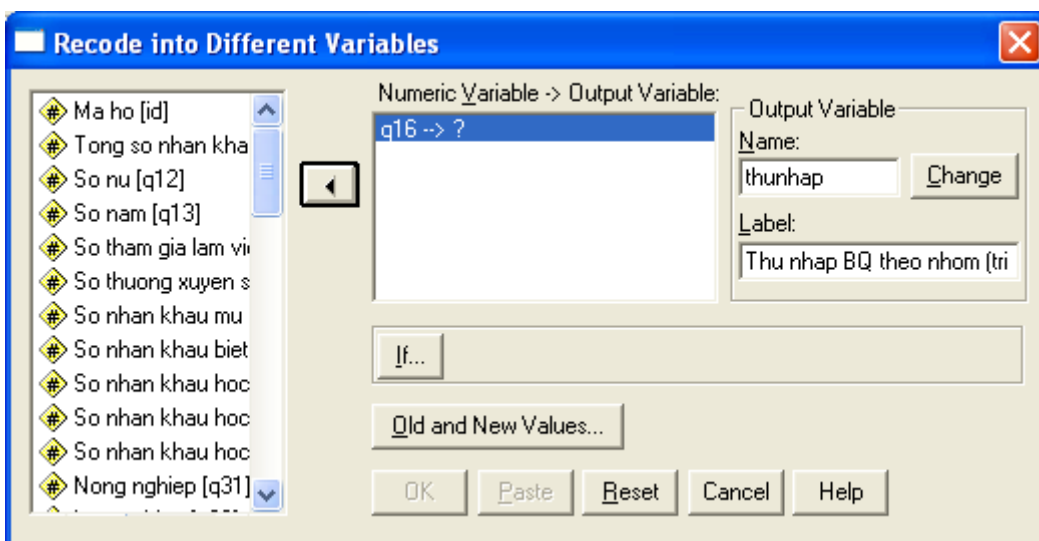 Recode into Different Variables
Ma ho [id]
Tong so nhan kha
So nu [q12]
So nam [q13]
So tham gia lam vi
So thuong xuyen s
So nhan khau mu
So nhan khau biet
So nhan khau hoc
So nhan khau hoc
So nhan khau hoc
Nong nghiep [q31]
Numeric Variable -> Output Variable:
q16 --> ?
Output Variable
Name:
thunhap
Change
Label:
Thu nhap BQ theo nhom (tri
If...
Old and New Values...
OK
Paste
Reset
Cancel
Help